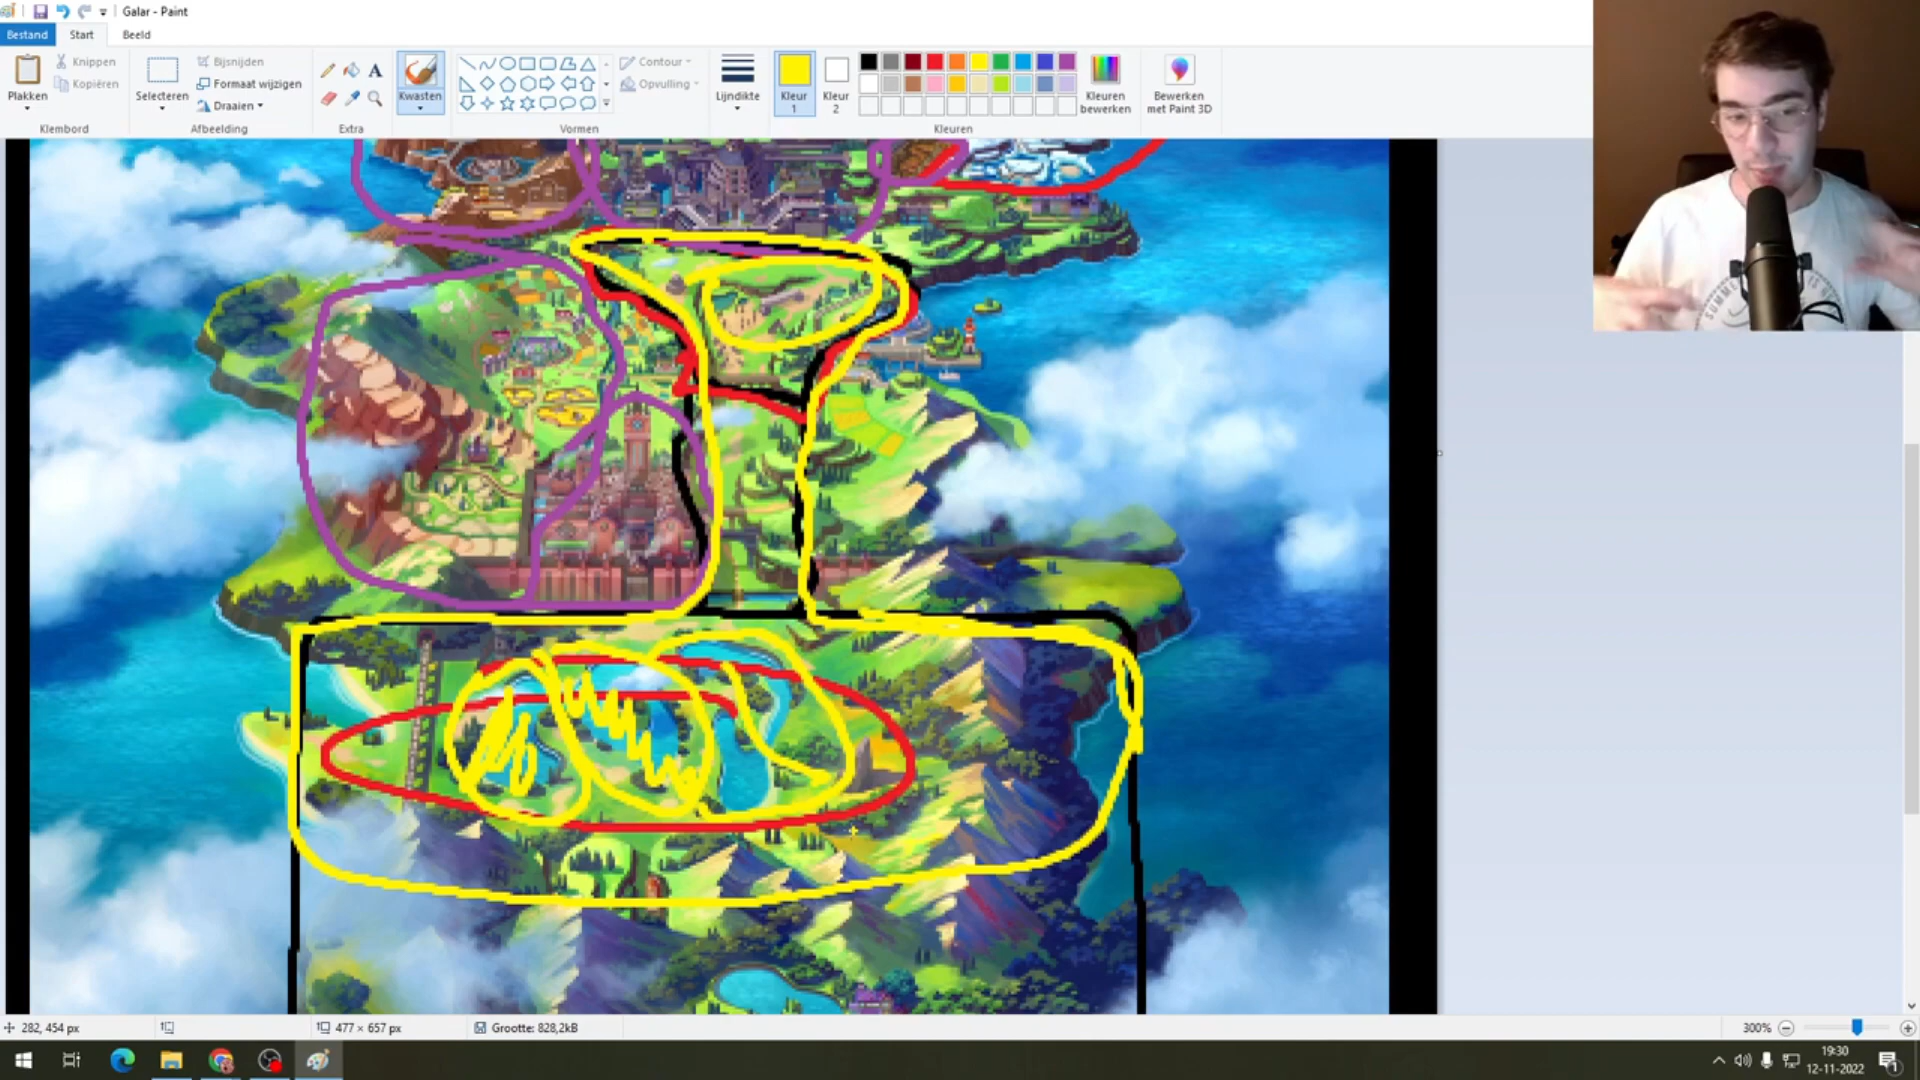 Galar - Paint
Bestand Start Beeld
Plakken
Knippen
Kopiëren
Klembord
Selecteren
Bijsnijden
Formaat wijzigen
Draaien
Afbeelding
A
Extra
Kwasten
Vormen
Contour
Opvulling
Lijndikte
Kleur 1
Kleur 2
Kleuren bewerken
Kleuren
Bewerken met Paint 3D
282, 454 px
477 × 657 px
Grootte: 828,2kB
300%
19:30
12-11-2022
1